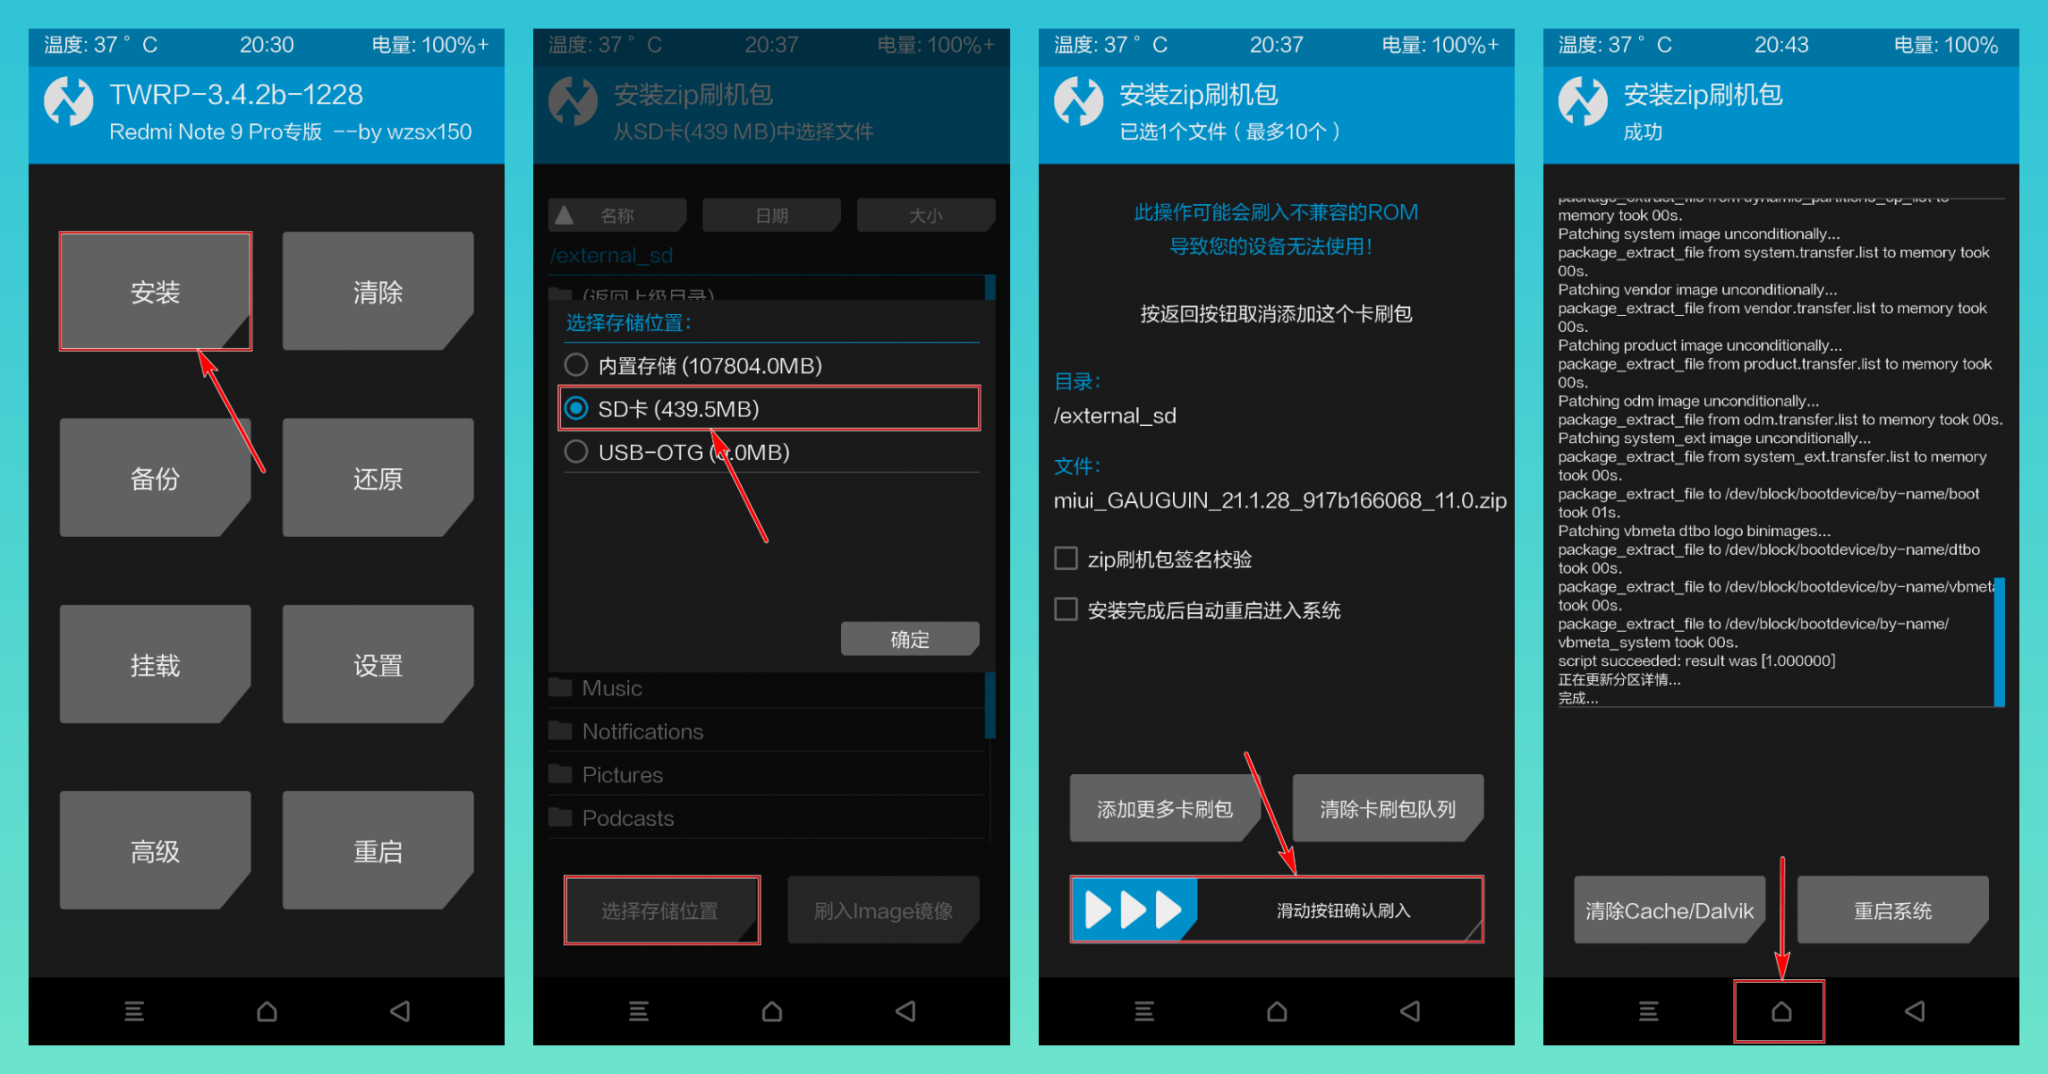 温度: 37 ° C
20:30
电量: 100%+
TWRP-3.4.2b-1228
Redmi Note 9 Pro专版 --by wzsx150
安装
清除
备份
还原
挂载
设置
高级
重启
温度: 37 ° C
20:37
电量: 100%+
安装zip刷机包
从SD卡(439 MB)中选择文件
名称
日期
大小
/external_sd
(返回上级目录)
选择存储位置:
内置存储 (107804.0MB)
SD卡 (439.5MB)
USB-OTG (0.0MB)
确定
Music
Notifications
Pictures
Podcasts
选择存储位置
刷入Image镜像
温度: 37 ° C
20:37
电量: 100%+
安装zip刷机包
已选1个文件 ( 最多10个 )
此操作可能会刷入不兼容的ROM
导致您的设备无法使用!
按返回按钮取消添加这个卡刷包
目录:
/external_sd
文件:
miui_GAUGUIN_21.1.28_917b166068_11.0.zip
zip刷机包签名校验
安装完成后自动重启进入系统
添加更多卡刷包
清除卡刷包队列
滑动按钮确认刷入
温度: 37 ° C
20:43
电量: 100%
安装zip刷机包
成功
package_extract_file from dynamic_partitions_op_list to
memory took 00s.
Patching system image unconditionally...
package_extract_file from system.transfer.list to memory took
00s.
Patching vendor image unconditionally...
package_extract_file from vendor.transfer.list to memory took
00s.
Patching product image unconditionally...
package_extract_file from product.transfer.list to memory took
00s.
Patching odm image unconditionally...
package_extract_file from odm.transfer.list to memory took 00s.
Patching system_ext image unconditionally...
package_extract_file from system_ext.transfer.list to memory
took 00s.
package_extract_file to /dev/block/bootdevice/by-name/boot
took 01s.
Patching vbmeta dtbo logo binimages...
package_extract_file to /dev/block/bootdevice/by-name/dtbo
took 00s.
package_extract_file to /dev/block/bootdevice/by-name/vbmeta
took 00s.
package_extract_file to /dev/block/bootdevice/by-name/
vbmeta_system took 00s.
script succeeded: result was [1.000000]
正在更新分区详情...
完成...
清除Cache/Dalvik
重启系统